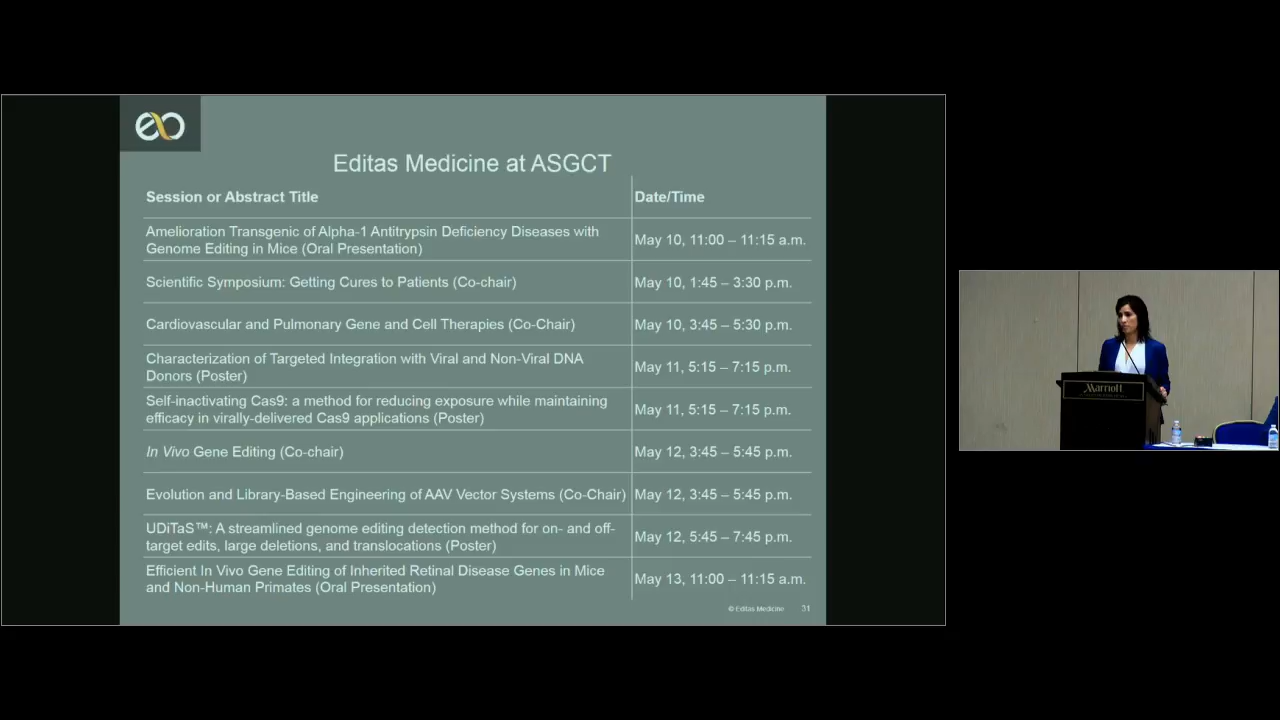 Editas Medicine at ASGCT
Session or Abstract Title
Date/Time
Amelioration Transgenic of Alpha-1 Antitrypsin Deficiency Diseases with
Genome Editing in Mice (Oral Presentation)
May 10, 11:00 – 11:15 a.m.
Scientific Symposium: Getting Cures to Patients (Co-chair)
May 10, 1:45 – 3:30 p.m.
Cardiovascular and Pulmonary Gene and Cell Therapies (Co-Chair)
May 10, 3:45 – 5:30 p.m.
Characterization of Targeted Integration with Viral and Non-Viral DNA
Donors (Poster)
May 11, 5:15 – 7:15 p.m.
Self-inactivating Cas9: a method for reducing exposure while maintaining
efficacy in virally-delivered Cas9 applications (Poster)
May 11, 5:15 – 7:15 p.m.
In Vivo Gene Editing (Co-chair)
May 12, 3:45 – 5:45 p.m.
Evolution and Library-Based Engineering of AAV Vector Systems (Co-Chair)
May 12, 3:45 – 5:45 p.m.
UDiTaS™: A streamlined genome editing detection method for on- and off-
target edits, large deletions, and translocations (Poster)
May 12, 5:45 – 7:45 p.m.
Efficient In Vivo Gene Editing of Inherited Retinal Disease Genes in Mice
and Non-Human Primates (Oral Presentation)
May 13, 11:00 – 11:15 a.m.
© Editas Medicine 31
Marriott